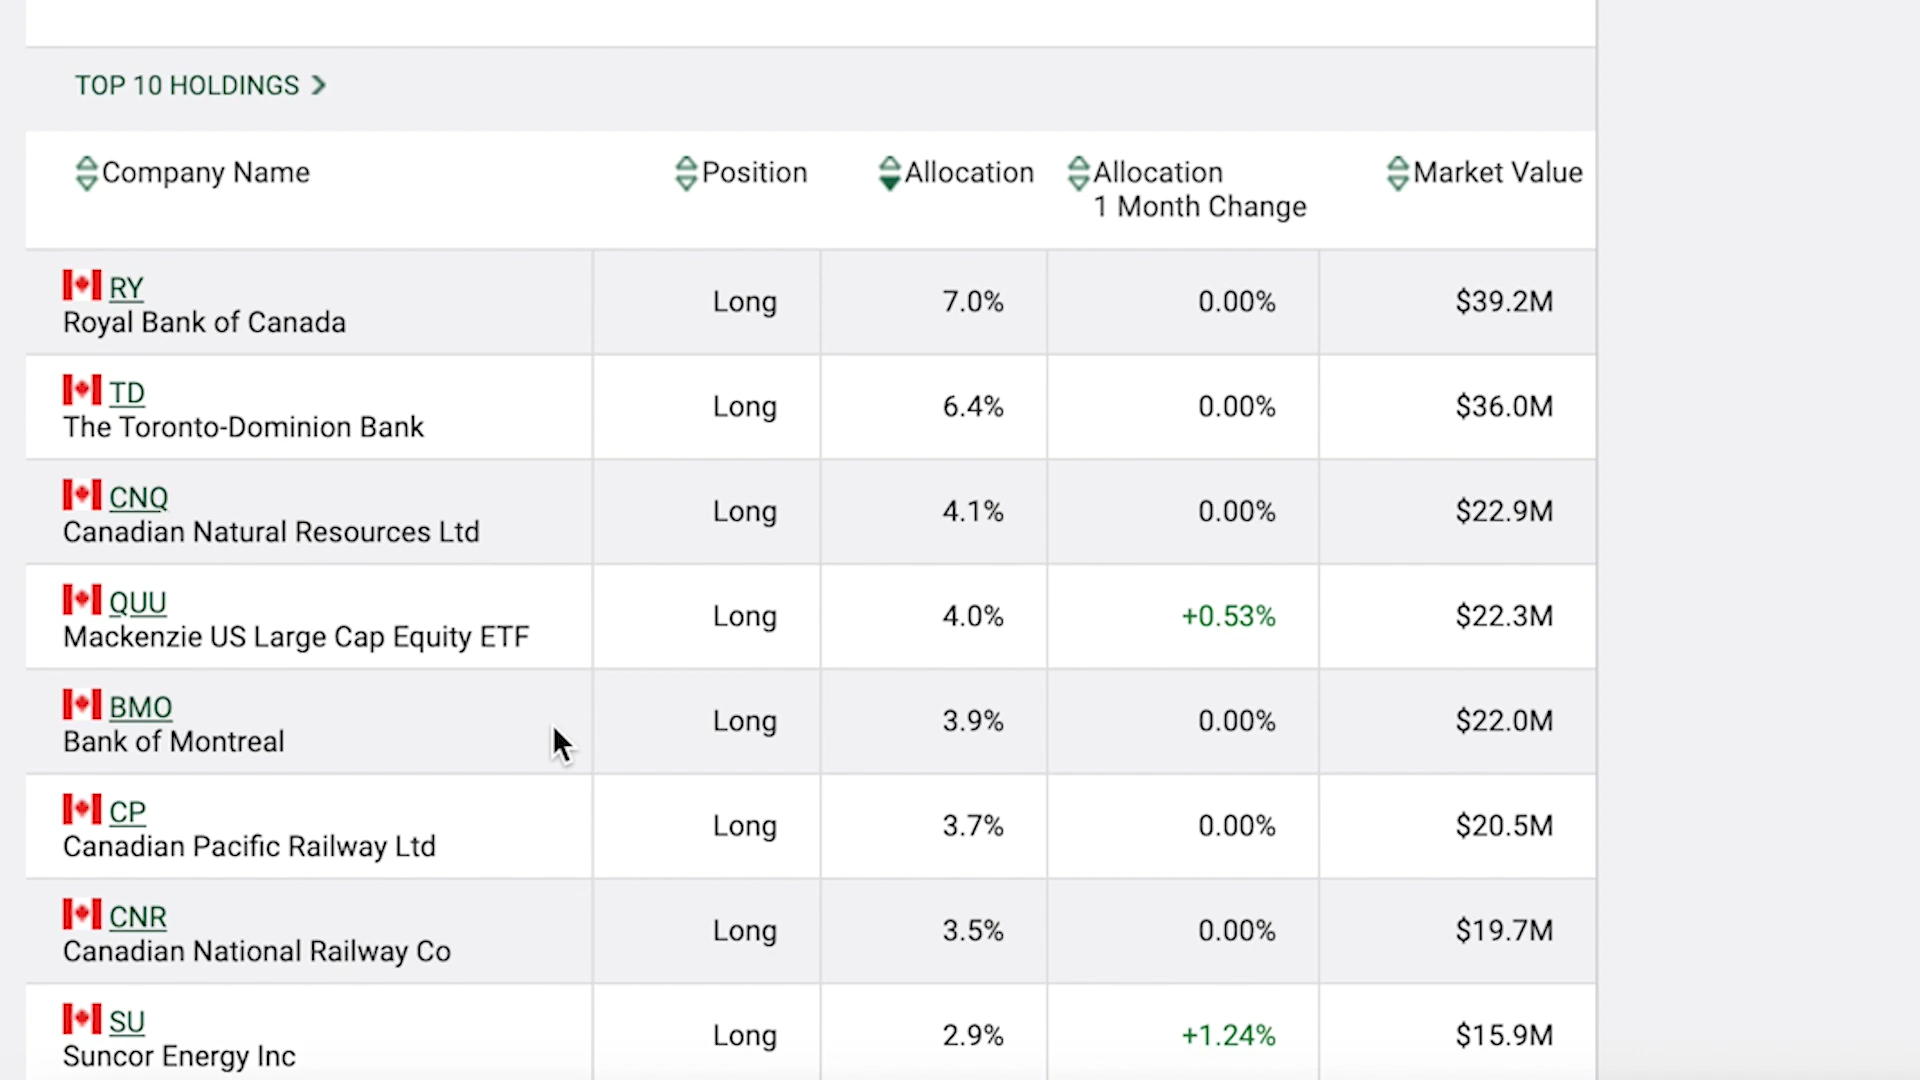 TOP 10 HOLDINGS
Company Name Position Allocation Allocation Market Value
1 Month Change
RY
Royal Bank of Canada Long 7.0% 0.00% $39.2M
TD
The Toronto-Dominion Bank Long 6.4% 0.00% $36.0M
CNQ
Canadian Natural Resources Ltd Long 4.1% 0.00% $22.9M
QUU
Mackenzie US Large Cap Equity ETF Long 4.0% +0.53% $22.3M
BMO
Bank of Montreal Long 3.9% 0.00% $22.0M
CP
Canadian Pacific Railway Ltd Long 3.7% 0.00% $20.5M
CNR
Canadian National Railway Co Long 3.5% 0.00% $19.7M
SU
Suncor Energy Inc Long 2.9% +1.24% $15.9M